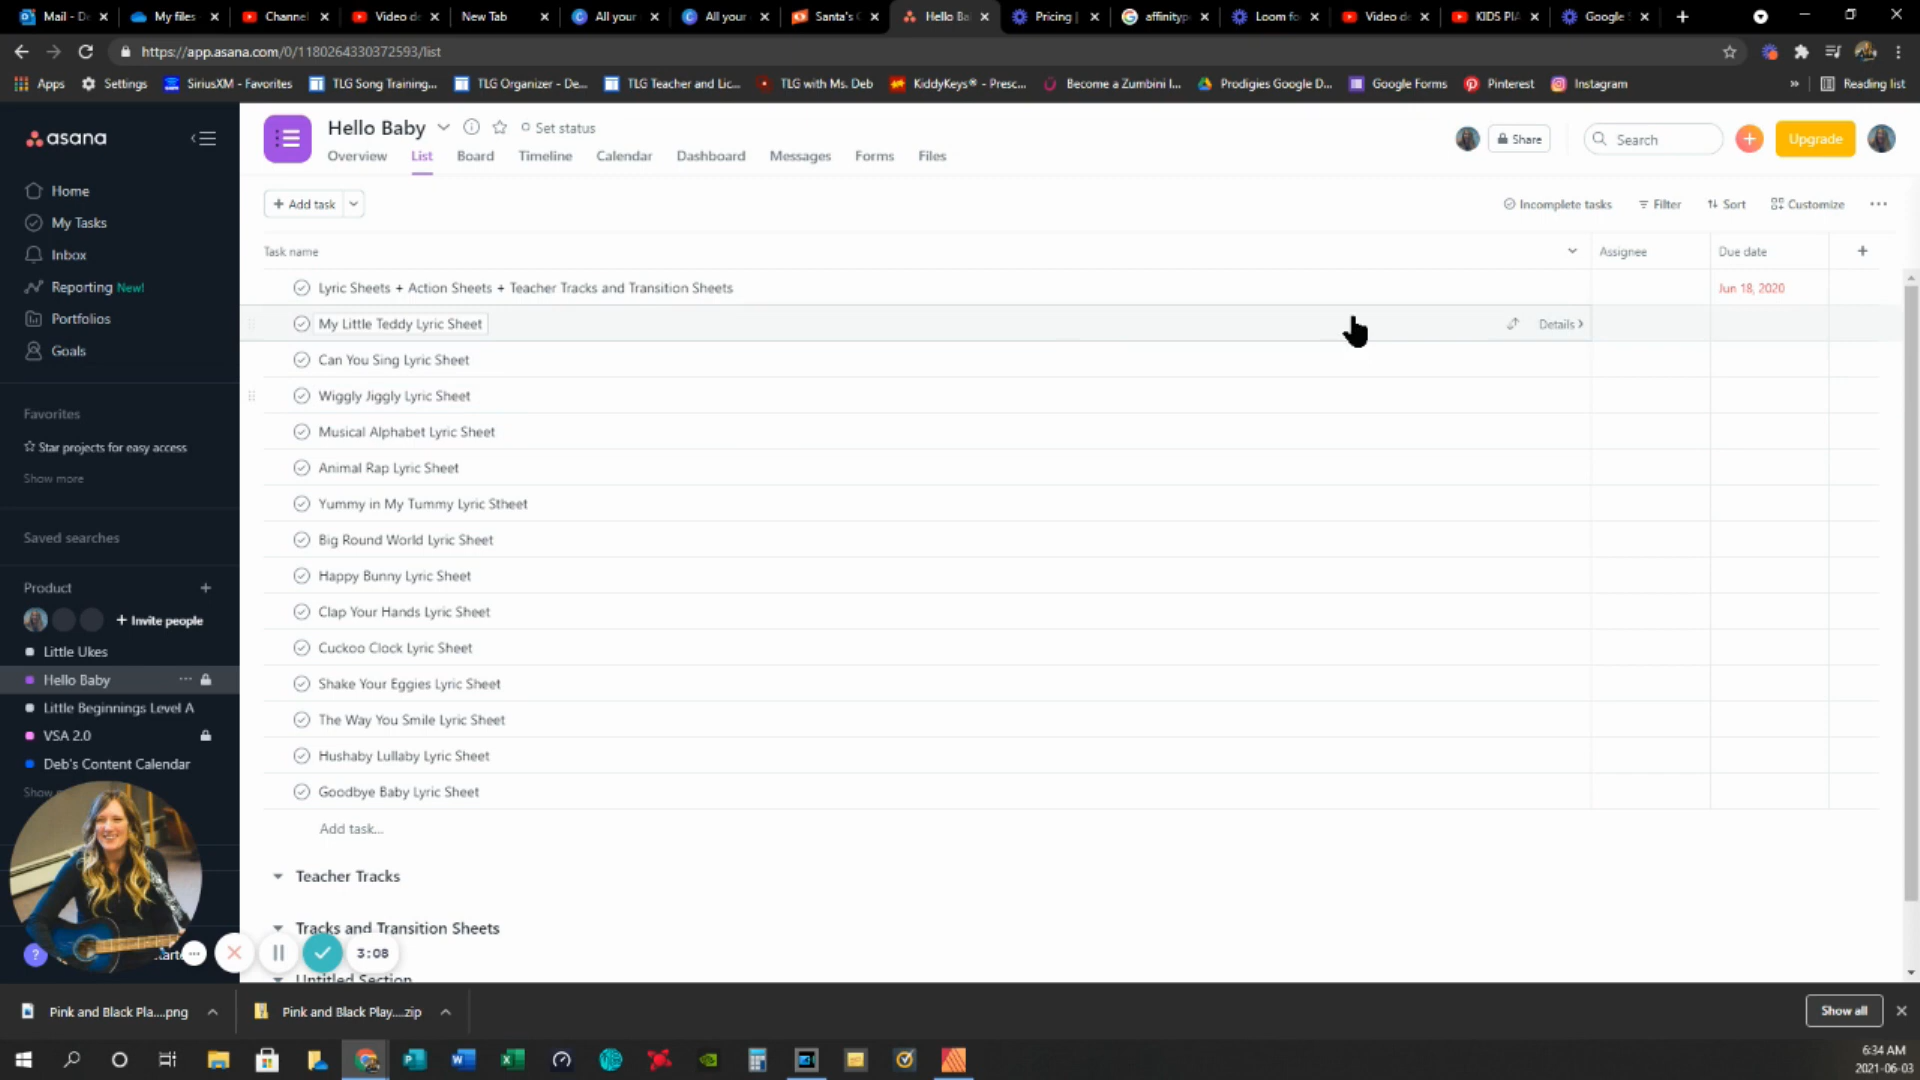 Mail - De
My files
Channel
Video de
New Tab
All your
All your
Santa's
Hello Ba
Pricing
affinityp
Loom fo
Video de
KIDS PIA
Google S
https://app.asana.com/0/1180264330372593/list
Apps
Settings
SiriusXM - Favorites
TLG Song Training...
TLG Organizer - De...
TLG Teacher and Lic...
TLG with Ms. Deb
KiddyKeys® - Presc...
Become a Zumbini I...
Prodigies Google D...
Google Forms
Pinterest
Instagram
»
Reading list
asana
Home
My Tasks
Inbox
Reporting New!
Portfolios
Goals
Favorites
Star projects for easy access
Show more
Saved searches
Product
+ Invite people
Little Ukes
Hello Baby
Little Beginnings Level A
VSA 2.0
Deb's Content Calendar
Hello Baby
Set status
Share
Search
Upgrade
Overview
List
Board
Timeline
Calendar
Dashboard
Messages
Forms
Files
+ Add task
Incomplete tasks
Filter
Sort
Customize
Task name
Assignee
Due date
Lyric Sheets + Action Sheets + Teacher Tracks and Transition Sheets
Jun 18, 2020
My Little Teddy Lyric Sheet
Details >
Can You Sing Lyric Sheet
Wiggly Jiggly Lyric Sheet
Musical Alphabet Lyric Sheet
Animal Rap Lyric Sheet
Yummy in My Tummy Lyric Stheet
Big Round World Lyric Sheet
Happy Bunny Lyric Sheet
Clap Your Hands Lyric Sheet
Cuckoo Clock Lyric Sheet
Shake Your Eggies Lyric Sheet
The Way You Smile Lyric Sheet
Hushaby Lullaby Lyric Sheet
Goodbye Baby Lyric Sheet
Add task...
Teacher Tracks
Tracks and Transition Sheets
Untitled Section
3:08
Pink and Black Pla....png
Pink and Black Play....zip
Show all
6:34 AM
2021-06-03